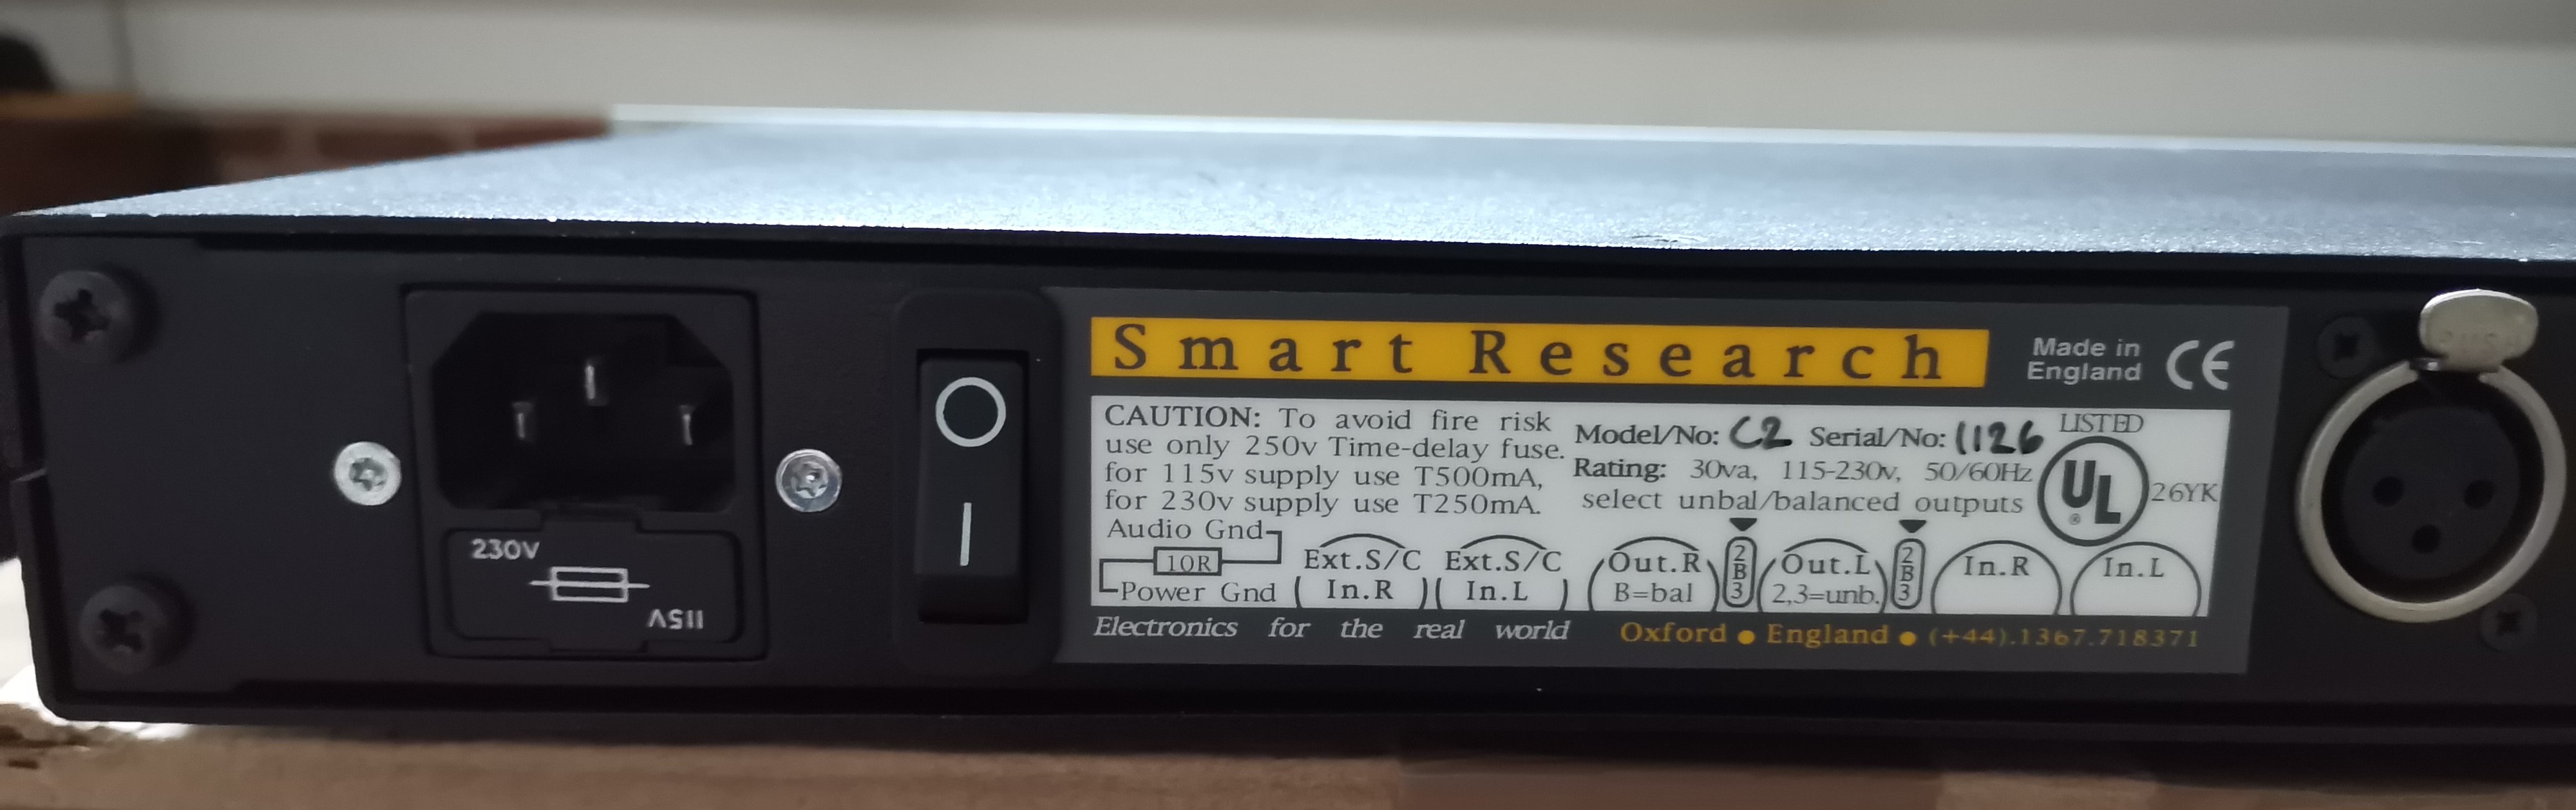 230V
115V
O
I
Smart Research
Made in
England
CE
CAUTION: To avoid fire risk
use only 250v Time-delay fuse.
for 115v supply use T500mA,
for 230v supply use T250mA.
Model/No: C2 Serial/No: 1126
Rating: 30va, 115-230v, 50/60Hz
select unbal/balanced outputs
LISTED
UL
®
26YK
Audio Gnd
10R
Power Gnd
Ext.S/C
In.R
Ext.S/C
In.L
Out.R
B=bal
2
B
3
Out.L
2,3=unb.
2
B
3
In.R
In.L
Electronics for the real world
Oxford • England • (+44).1367.718371
PUSH